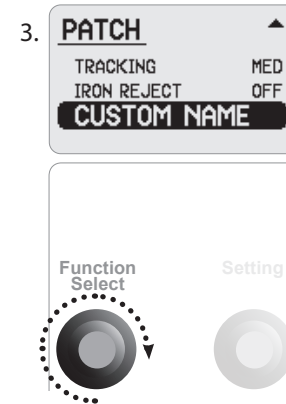 3.
PATCH
TRACKING MED
IRON REJECT OFF
CUSTOM NAME
Function Setting
Select